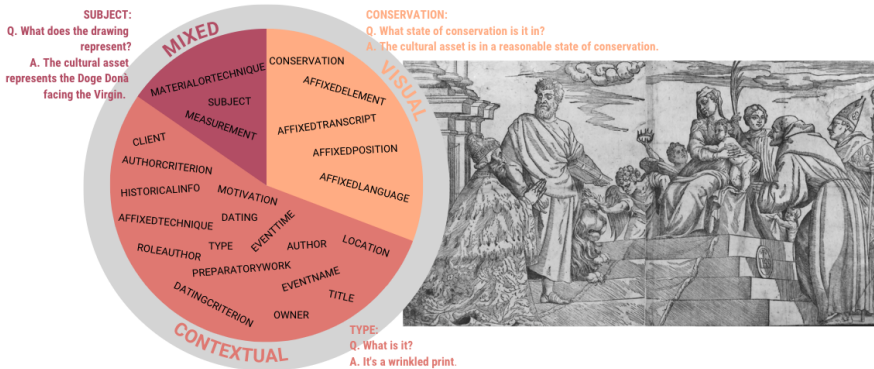 SUBJECT:
Q. What does the drawing
represent?
A. The cultural asset
represents the Doge Donà
facing the Virgin.
CONSERVATION:
Q. What state of conservation is it in?
A. The cultural asset is in a reasonable state of conservation.
MIXED
MATERIALORTECHNIQUE
SUBJECT
MEASUREMENT
VISUAL
CONSERVATION
AFFIXEDELEMENT
AFFIXEDTRANSCRIPT
AFFIXEDPOSITION
AFFIXEDLANGUAGE
CLIENT
AUTHORCRITERION
HISTORICALINFO
MOTIVATION
AFFIXEDTECHNIQUE
DATING
EVENTTIME
ROLEAUTHOR
TYPE
AUTHOR
LOCATION
PREPARATORYWORK
EVENTNAME
DATINGCRITERION
TITLE
OWNER
CONTEXTUAL
TYPE:
Q. What is it?
A. It's a wrinkled print.